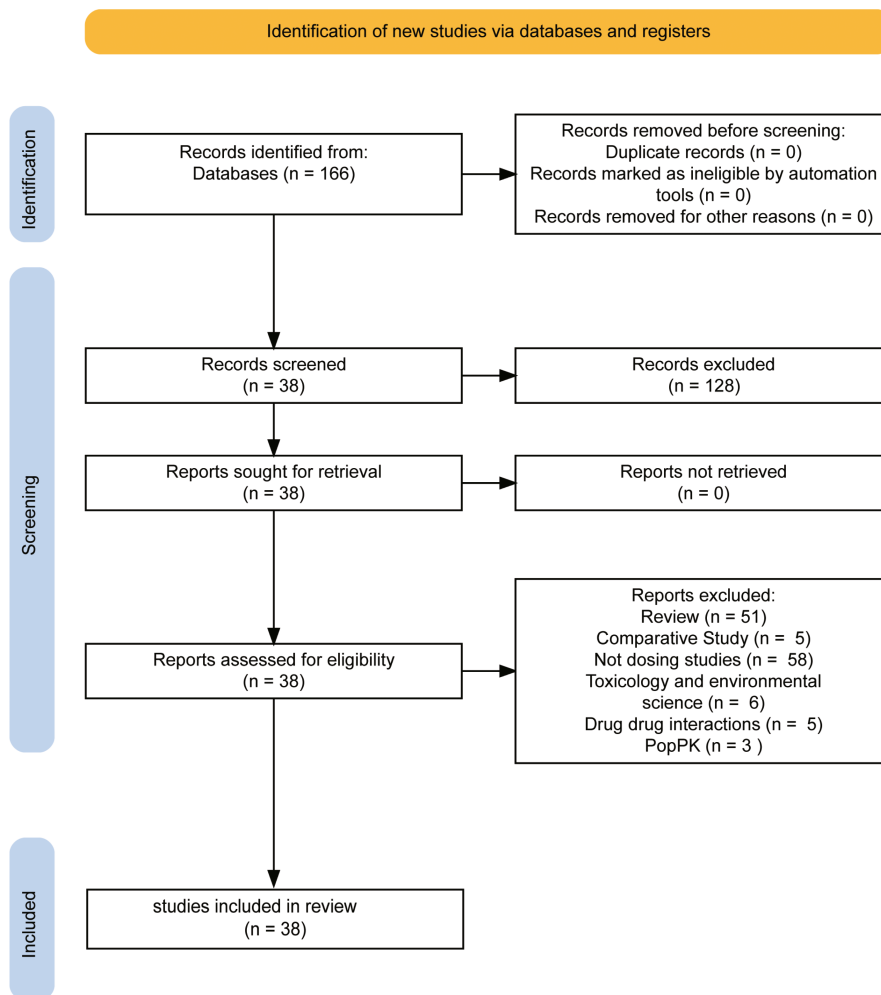 Identification of new studies via databases and registers
Identification
Records identified from:
Databases (n = 166)
Records removed before screening:
Duplicate records (n = 0)
Records marked as ineligible by automation
tools (n = 0)
Records removed for other reasons (n = 0)
Screening
Records screened
(n = 38)
Records excluded
(n = 128)
Reports sought for retrieval
(n = 38)
Reports not retrieved
(n = 0)
Reports assessed for eligibility
(n = 38)
Reports excluded:
Review (n = 51)
Comparative Study (n =  5)
Not dosing studies (n =  58)
Toxicology and environmental
science (n =  6)
Drug drug interactions (n =  5)
PopPK (n = 3 )
Included
studies included in review
(n = 38)